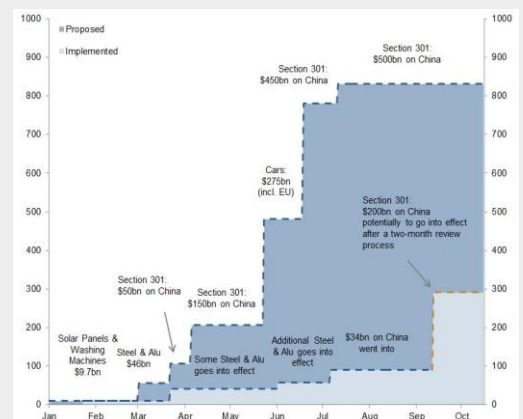 1000
900
800
700
600
500
400
300
200
100
0
Proposed
Implemented
Solar Panels &
Washing
Machines
$9.7bn
Steel & Alu
$46bn
Section 301:
$50bn on China
Section 301:
$150bn on China
Cars:
$275bn
(incl. EU)
Section 301:
$450bn on China
Section 301:
$500bn on China
Section 301:
$200bn on China
potentially to go into effect
after a two-month review
process
Some Steel & Alu
goes into effect
Additional Steel
& Alu goes into
effect
$34bn on China
went into
1000
900
800
700
600
500
400
300
200
100
0
Jan Feb Mar Apr May Jun Jul Aug Sep Oct